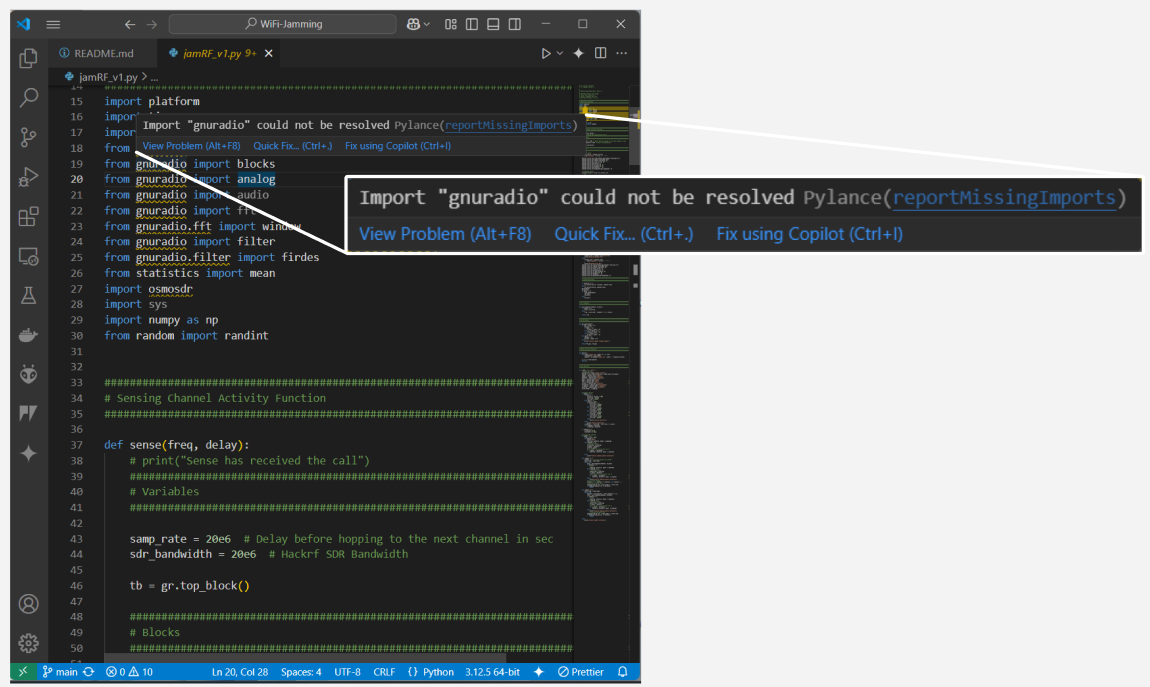 WiFi-Jamming
README.md
jamRF_v1.py 9+
jamRF_v1.py > ...
14 ##########################################################################
15 import platform
16 import
17 import
18 from
Import "gnuradio" could not be resolved Pylance(reportMissingImports)
View Problem (Alt+F8) Quick Fix... (Ctrl+.) Fix using Copilot (Ctrl+I)
19 from gnuradio import blocks
20 from gnuradio import analog
21 from gnuradio import audio
22 from gnuradio import fft
23 from gnuradio.fft import window
24 from gnuradio import filter
25 from gnuradio.filter import firdes
26 from statistics import mean
27 import osmosdr
28 import sys
29 import numpy as np
30 from random import randint
31
32
33 ##########################################################################
34 # Sensing Channel Activity Function
35 ##########################################################################
36
37 def sense(freq, delay):
38 # print("Sense has received the call")
39 ######################################################################
40 # Variables
41 ######################################################################
42
43 samp_rate = 20e6 # Delay before hopping to the next channel in sec
44 sdr_bandwidth = 20e6 # Hackrf SDR Bandwidth
45
46 tb = gr.top_block()
47
48 ######################################################################
49 # Blocks
50 ######################################################################
51
Import "gnuradio" could not be resolved Pylance(reportMissingImports)
View Problem (Alt+F8) Quick Fix... (Ctrl+.) Fix using Copilot (Ctrl+I)
main 0 10 Ln 20, Col 28 Spaces: 4 UTF-8 CRLF {} Python 3.12.5 64-bit Prettier